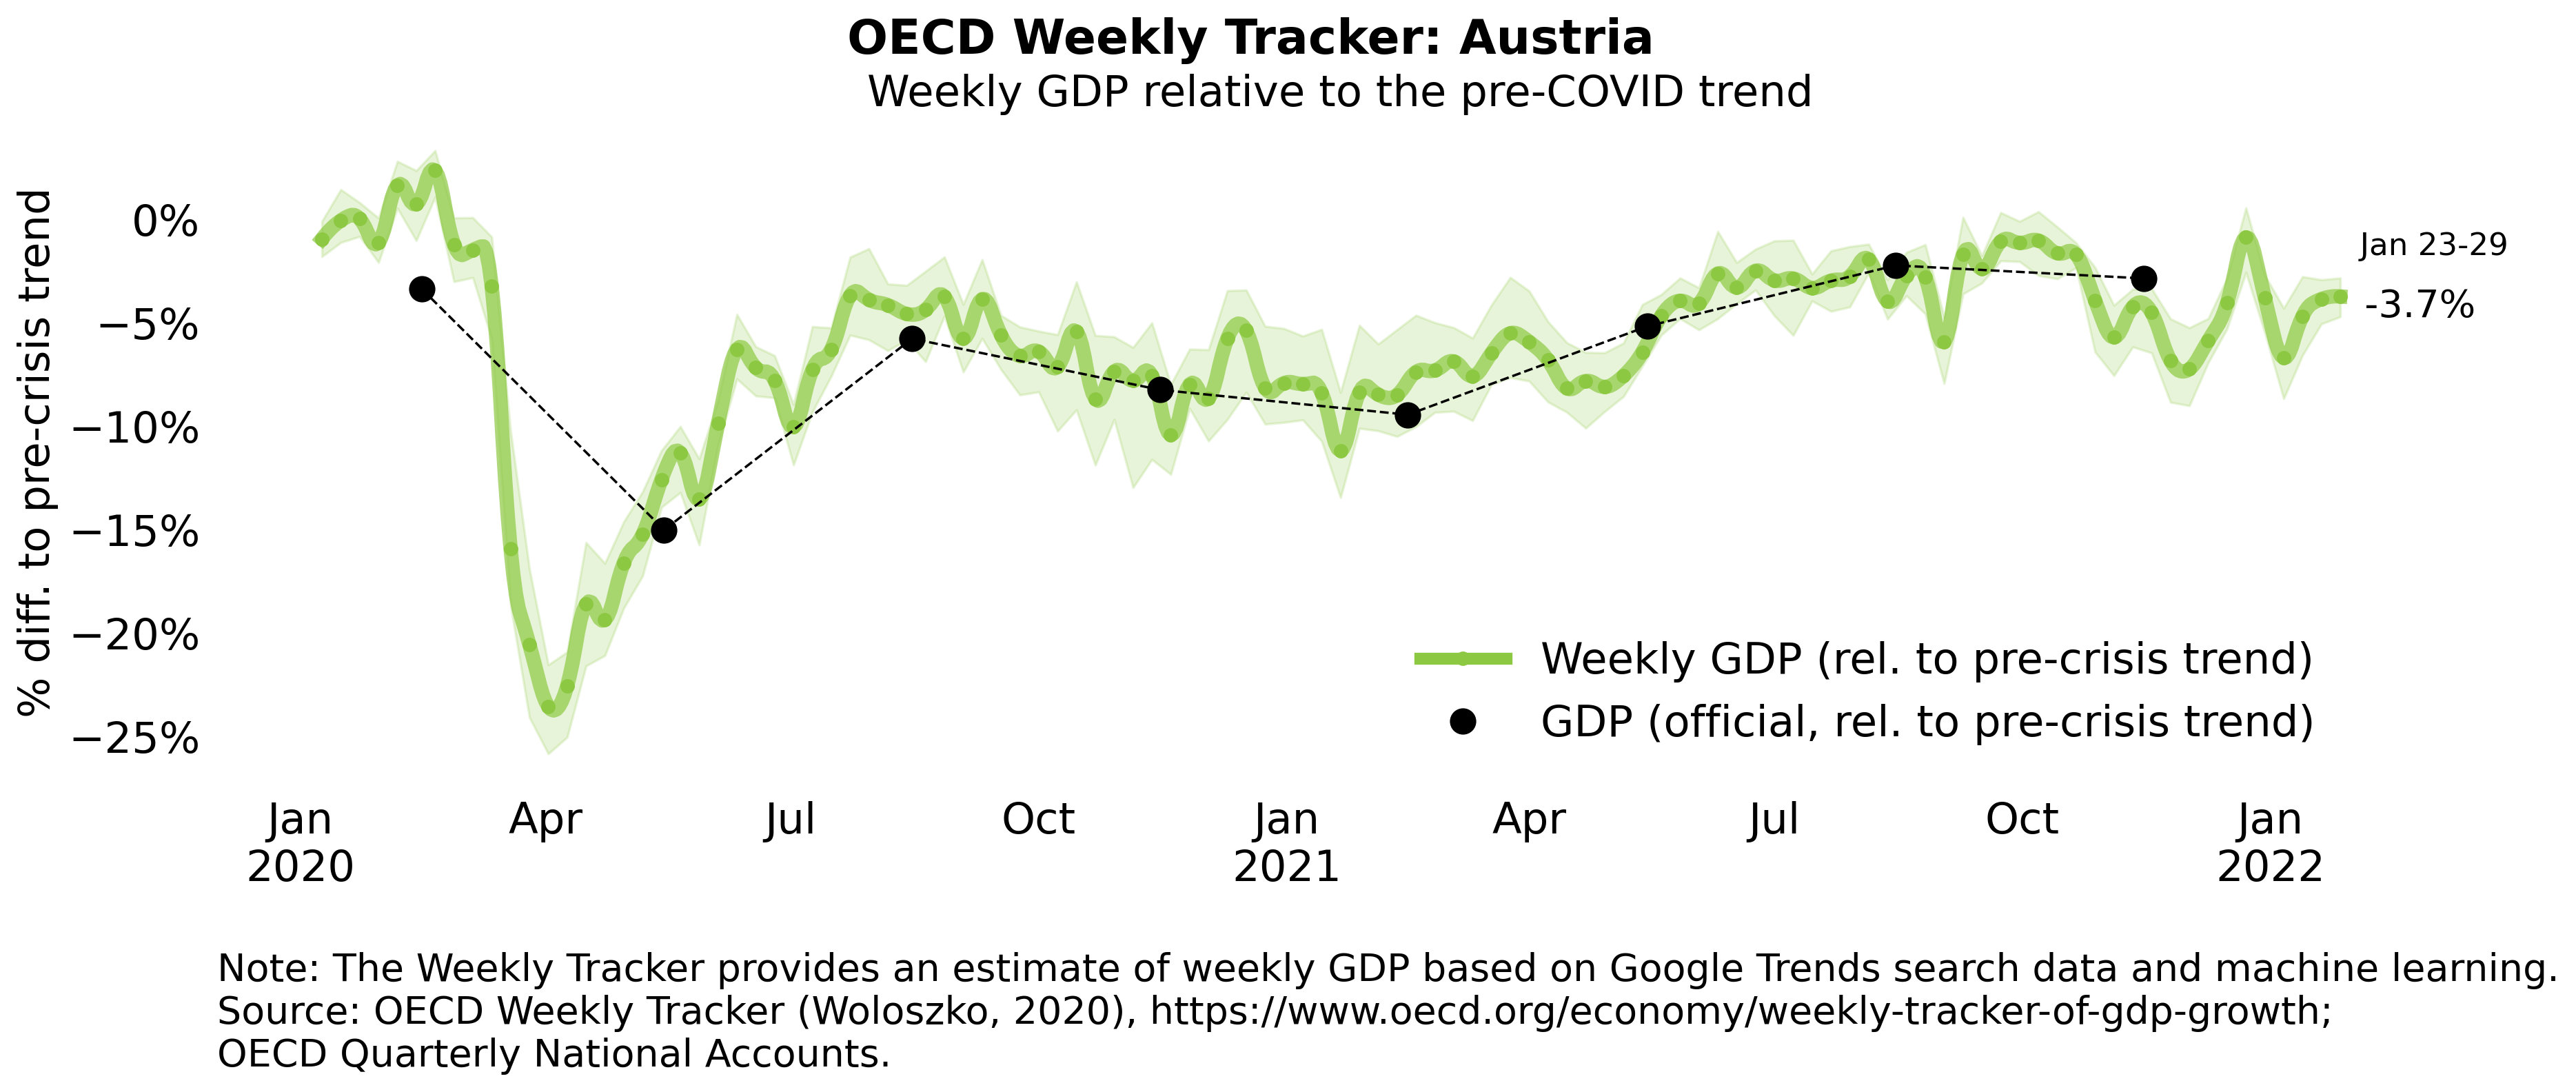 OECD Weekly Tracker: Austria
Weekly GDP relative to the pre-COVID trend
% diff. to pre-crisis trend
0%
−5%
−10%
−15%
−20%
−25%
Jan 23-29
-3.7%
Weekly GDP (rel. to pre-crisis trend)
GDP (official, rel. to pre-crisis trend)
Jan Apr Jul Oct Jan Apr Jul Oct Jan
2020 2021 2022
Note: The Weekly Tracker provides an estimate of weekly GDP based on Google Trends search data and machine learning.
Source: OECD Weekly Tracker (Woloszko, 2020), https://www.oecd.org/economy/weekly-tracker-of-gdp-growth;
OECD Quarterly National Accounts.